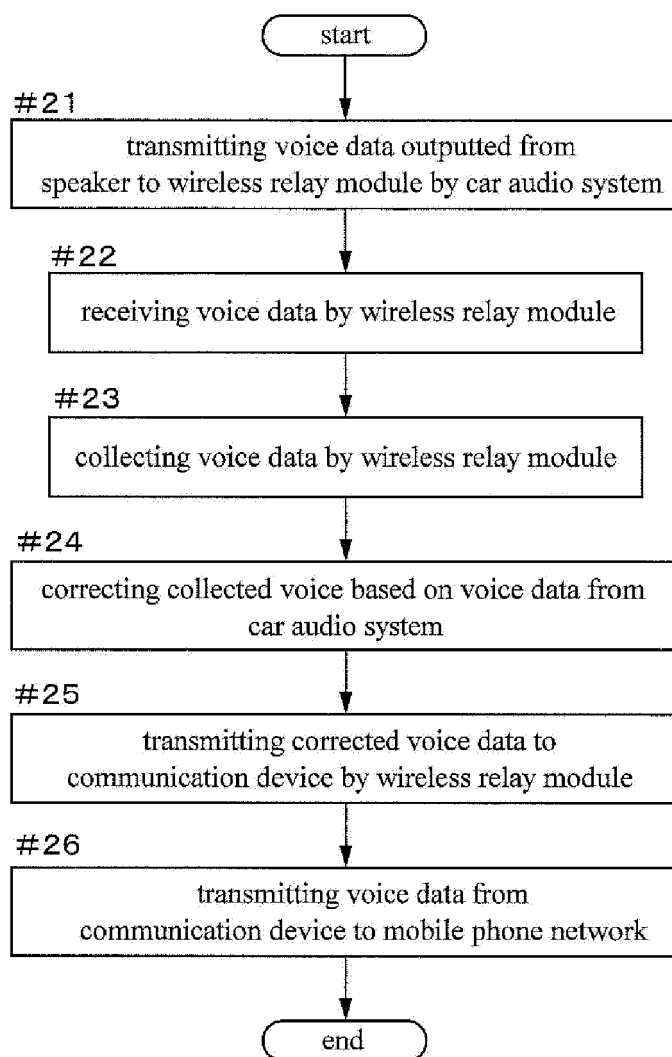 start
#21
transmitting voice data outputted from
speaker to wireless relay module by car audio system
#22
receiving voice data by wireless relay module
#23
collecting voice data by wireless relay module
#24
correcting collected voice based on voice data from
car audio system
#25
transmitting corrected voice data to
communication device by wireless relay module
#26
transmitting voice data from
communication device to mobile phone network
end